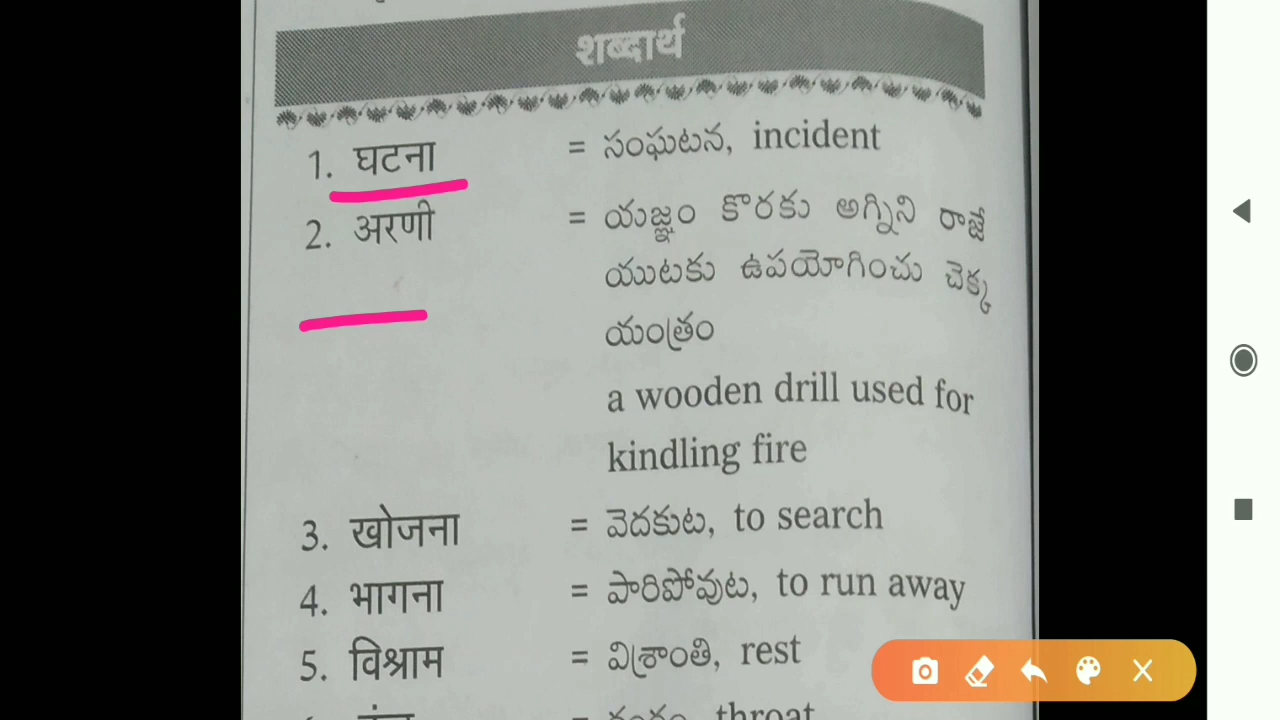 शब्दार्थ
1. घटना = సంఘటన, incident
2. अरणी = యజ్ఞం కొరకు అగ్నిని రాజే
యుటకు ఉపయోగించు చెక్క
యంత్రం
a wooden drill used for
kindling fire
3. खोजना = వెదకుట, to search
4. भागना = పారిపోవుట, to run away
5. विश्राम = విశ్రాంతి, rest
throat